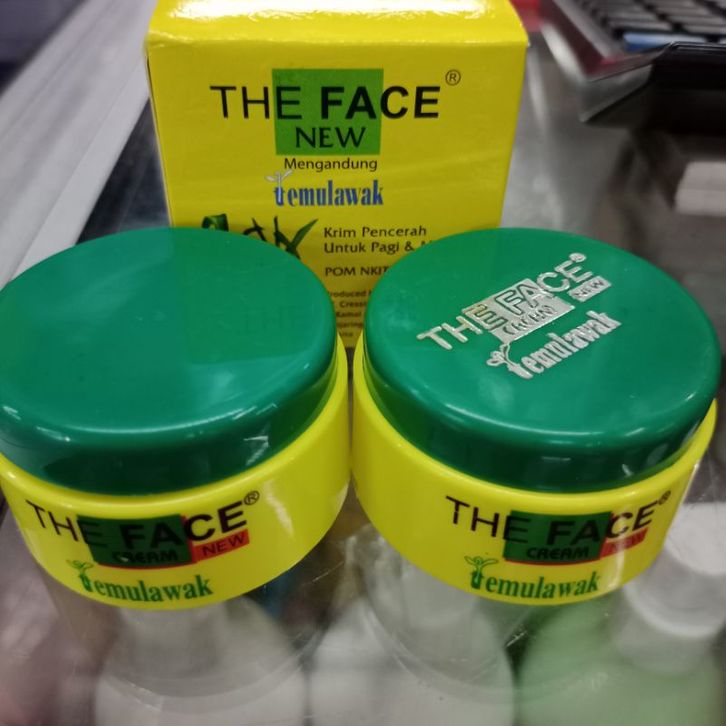 THE FACE®
NEW
Mengandung
temulawak
Krim Pencerah
Untuk Pagi &
POM
THE FACE®
CREAM NEW
temulawak
THE FACE®
CREAM NEW
temulawak
THE FACE®
CREAM NEW
temulawak